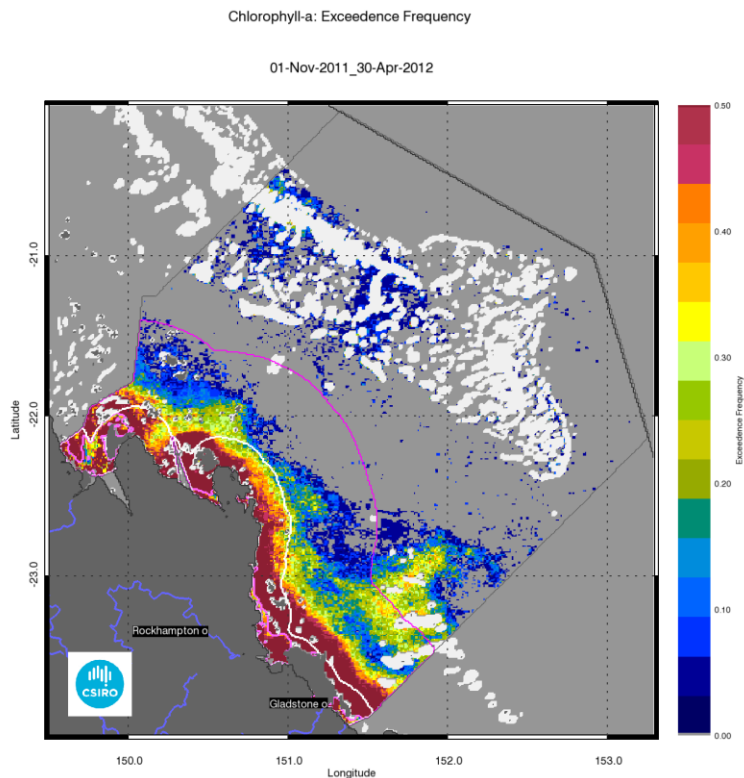 Chlorophyll-a: Exceedence Frequency
01-Nov-2011_30-Apr-2012
0.50
0.40
0.30
0.20
0.10
0.00
Exceedence Frequency
-21.0
-22.0
-23.0
Latitude
Rockhampton o
Gladstone o
CSIRO
150.0
151.0
152.0
153.0
Longitude